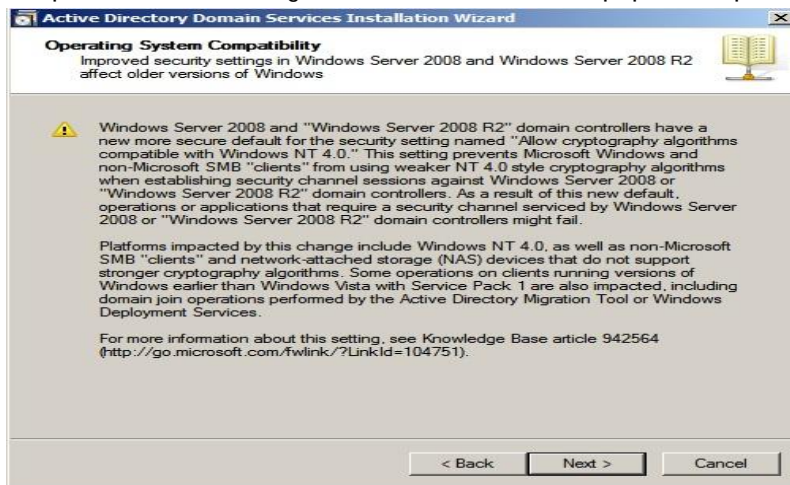 Active Directory Domain Services Installation Wizard
Operating System Compatibility
Improved security settings in Windows Server 2008 and Windows Server 2008 R2
affect older versions of Windows
Windows Server 2008 and "Windows Server 2008 R2" domain controllers have a
new more secure default for the security setting named "Allow cryptography algorithms
compatible with Windows NT 4.0." This setting prevents Microsoft Windows and
non-Microsoft SMB "clients" from using weaker NT 4.0 style cryptography algorithms
when establishing security channel sessions against Windows Server 2008 or
"Windows Server 2008 R2" domain controllers. As a result of this new default,
operations or applications that require a security channel serviced by Windows Server
2008 or "Windows Server 2008 R2" domain controllers might fail.
Platforms impacted by this change include Windows NT 4.0, as well as non-Microsoft
SMB "clients" and network-attached storage (NAS) devices that do not support
stronger cryptography algorithms. Some operations on clients running versions of
Windows earlier than Windows Vista with Service Pack 1 are also impacted, including
domain join operations performed by the Active Directory Migration Tool or Windows
Deployment Services.
For more information about this setting, see Knowledge Base article 942564
(http://go.microsoft.com/fwlink/?LinkId=104751).
< Back Next > Cancel